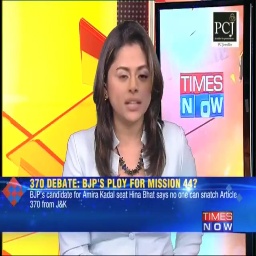 PCJ
PC Jeweller
TIMES
NOW
370 DEBATE: BJP'S PLOY FOR MISSION 44?
BJP's candidate for Amira Kadal seat Hina Bhat says no one can snatch Article
370 from J&K
TIMES
NOW